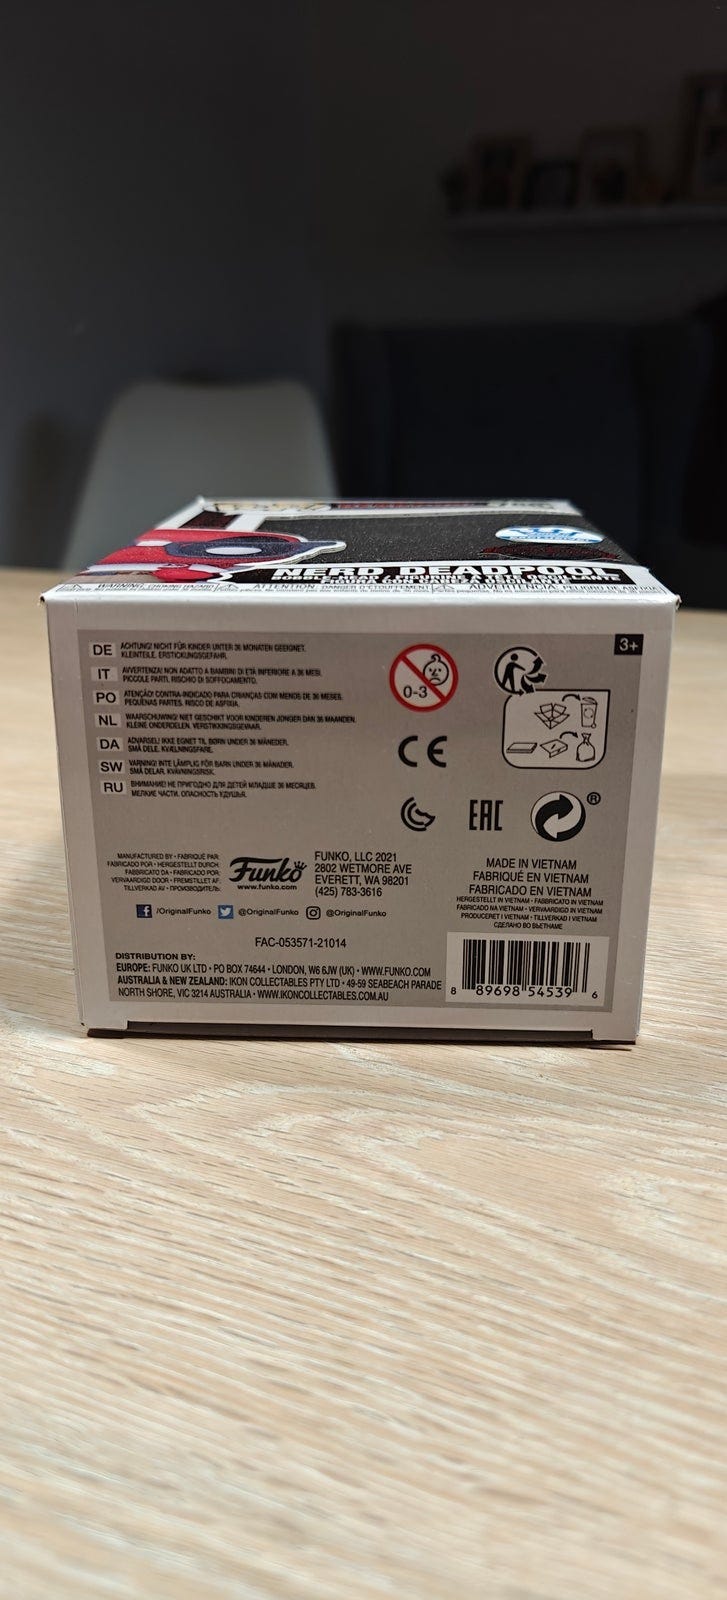 NERD DEADPOOL
BOBBLE-HEAD / FIGURINE À TÊTE BRANLANTE
3+
DE ACHTUNG! NICHT FÜR KINDER UNTER 36 MONATEN GEEIGNET.
KLEINTEILE. ERSTICKUNGSGEFAHR.
IT AVVERTENZA! NON ADATTO A BAMBINI DI ETÀ INFERIORE A 36 MESI.
PICCOLE PARTI, RISCHIO DI SOFFOCAMENTO.
PO ATENÇÃO! CONTRA-INDICADO PARA CRIANÇAS COM MENOS DE 36 MESES.
PEQUENAS PARTES. RISCO DE ASFIXIA.
NL WAARSCHUWING! NIET GESCHIKT VOOR KINDEREN JONGER DAN 36 MAANDEN.
KLEINE ONDERDELEN. VERSTIKKINGSGEVAAR.
DA ADVARSEL! IKKE EGNET TIL BØRN UNDER 36 MÅNEDER.
SMÅ DELE. KVÆLNINGSFARE.
SW VARNING! INTE LÄMPLIG FÖR BARN UNDER 36 MÅNADER.
SMÅ DELAR. KVÄVNINGSRISK.
RU ВНИМАНИЕ! НЕ ПРИГОДНО ДЛЯ ДЕТЕЙ МЛАДШЕ 36 МЕСЯЦЕВ.
МЕЛКИЕ ЧАСТИ. ОПАСНОСТЬ УДУШЬЯ.
0-3
CE
EAC
®
MANUFACTURED BY • FABRIQUÉ PAR
FABRICADO POR • HERGESTELLT DURCH:
FABBRICATO DA • FABRICADO POR:
VERVAARDIGD DOOR • FREMSTILLET AF:
TILLVERKAD AV • ПРОИЗВОДИТЕЛЬ:
Funko
www.funko.com
FUNKO, LLC 2021
2802 WETMORE AVE
EVERETT, WA 98201
(425) 783-3616
/OriginalFunko @OriginalFunko @OriginalFunko
MADE IN VIETNAM
FABRIQUÉ EN VIETNAM
FABRICADO EN VIETNAM
HERGESTELLT IN VIETNAM • FABBRICATO IN VIETNAM
FABRICADO NA VIETNAM • VERVAARDIGD IN VIETNAM
PRODUCERET I VIETNAM • TILLVERKAD I VIETNAM
СДЕЛАНО ВО ВЬЕТНАМЕ
FAC-053571-21014
DISTRIBUTION BY:
EUROPE: FUNKO UK LTD • PO BOX 74644 • LONDON, W6 6JW (UK) • WWW.FUNKO.COM
AUSTRALIA & NEW ZEALAND: IKON COLLECTABLES PTY LTD • 49-59 SEABEACH PARADE
NORTH SHORE, VIC 3214 AUSTRALIA • WWW.IKONCOLLECTABLES.COM.AU
8 89698 54539 6